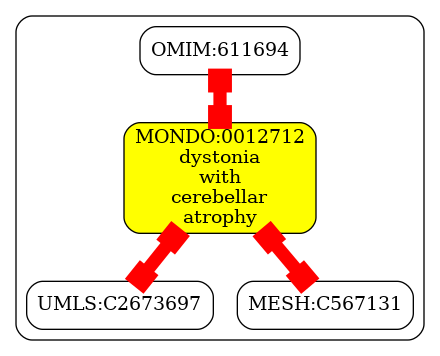 OMIM:611694
MONDO:0012712
dystonia
with
cerebellar
atrophy
UMLS:C2673697
MESH:C567131